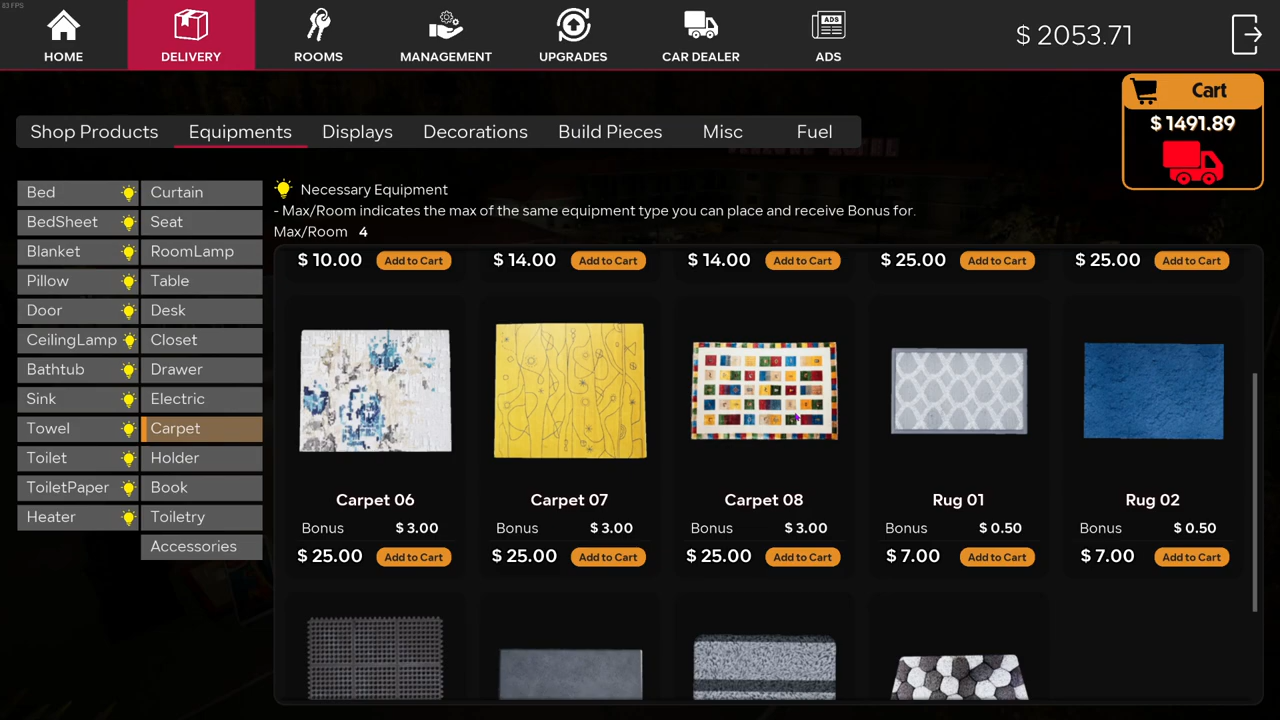 83 FPS
HOME
DELIVERY
ROOMS
MANAGEMENT
UPGRADES
CAR DEALER
ADS
ADS
$ 2053.71
Cart
$ 1491.89
Shop Products
Equipments
Displays
Decorations
Build Pieces
Misc
Fuel
Bed
Curtain
BedSheet
Seat
Blanket
RoomLamp
Pillow
Table
Door
Desk
CeilingLamp
Closet
Bathtub
Drawer
Sink
Electric
Towel
Carpet
Toilet
Holder
ToiletPaper
Book
Heater
Toiletry
Accessories
Necessary Equipment
- Max/Room indicates the max of the same equipment type you can place and receive Bonus for.
Max/Room 4
$ 10.00 Add to Cart
$ 14.00 Add to Cart
$ 14.00 Add to Cart
$ 25.00 Add to Cart
$ 25.00 Add to Cart
Carpet 06
Bonus $ 3.00
$ 25.00 Add to Cart
Carpet 07
Bonus $ 3.00
$ 25.00 Add to Cart
Carpet 08
Bonus $ 3.00
$ 25.00 Add to Cart
Rug 01
Bonus $ 0.50
$ 7.00 Add to Cart
Rug 02
Bonus $ 0.50
$ 7.00 Add to Cart